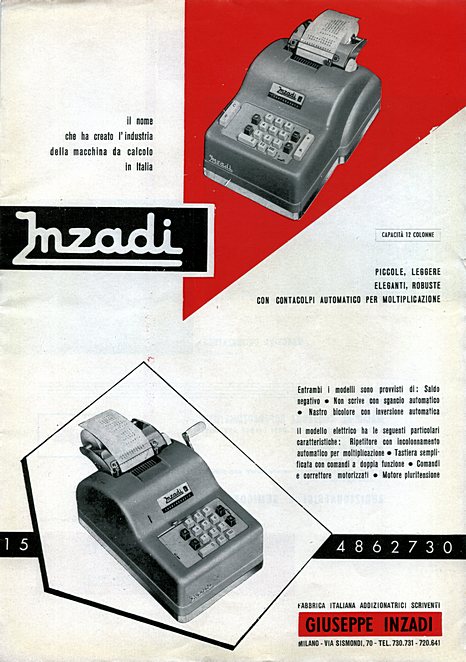 Inzadi
il nome
che ha creato l'industria
della macchina da calcolo
in Italia
Inzadi
Inzadi
CAPACITÀ 12 COLONNE
PICCOLE, LEGGERE
ELEGANTI, ROBUSTE
CON CONTACOLPI AUTOMATICO PER MOLTIPLICAZIONE
Entrambi i modelli sono provvisti di: Saldo
negativo ● Non scrive con sgancio automatico
● Nastro bicolore con inversione automatica
Il modello elettrico ha le seguenti particolari
caratteristiche: Ripetitore con incolonnamento
automatico per moltiplicazione ● Tastiera sempli-
ficata con comandi a doppia funzione ● Comandi
e correttore motorizzati ● Motore pluritensione
Inzadi
15
4862730
FABBRICA ITALIANA ADDIZIONATRICI SCRIVENTI
GIUSEPPE INZADI
MILANO - VIA SISMONDI, 70 - TEL. 730.731 - 720.641